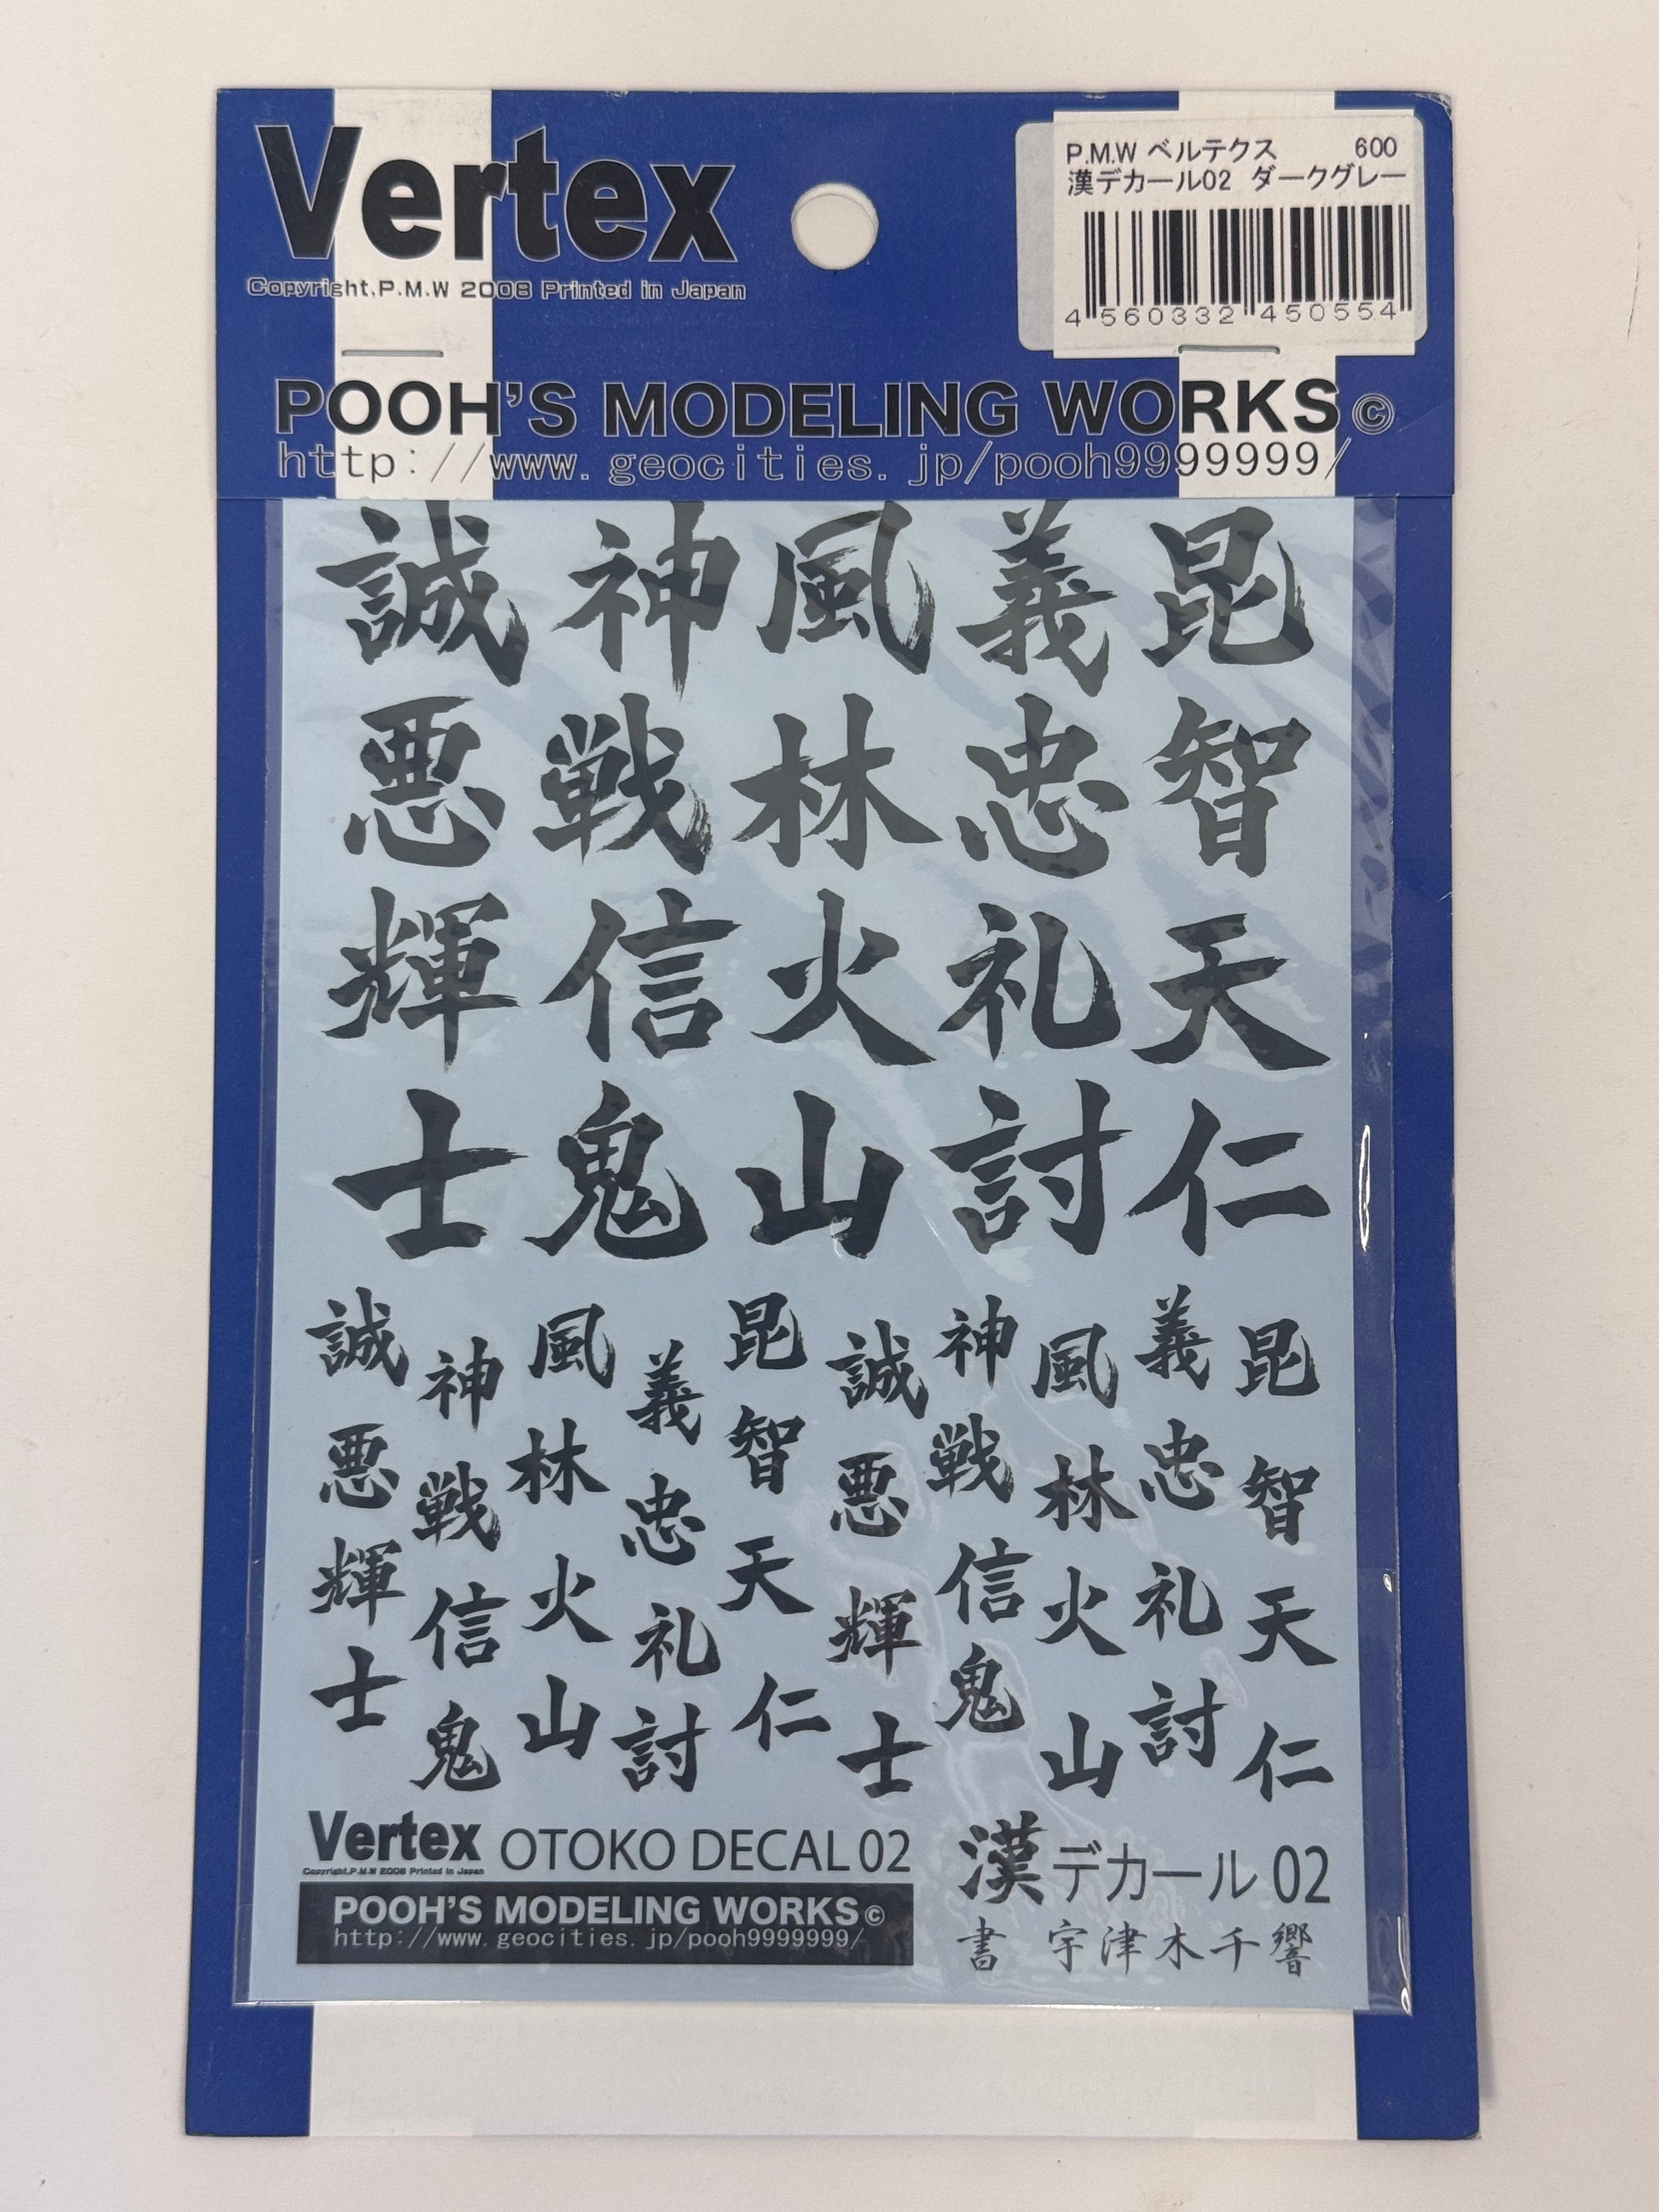 Vertex
Copyright,P.M.W 2008 Printed in Japan
P.M.W ベルテクス 600
漢デカール02 ダークグレー
4 560332 450554
POOH'S MODELING WORKS©
http://www.geocities.jp/pooh9999999/
誠 神 風 義 昆
悪 戦 林 忠 智
輝 信 火 礼 天
士 鬼 山 討 仁
誠 神 風 義 昆 誠 神 風 義 昆
悪 戦 林 忠 智 悪 戦 林 忠 智
輝 信 火 礼 天 輝 信 火 礼 天
士 鬼 山 討 仁 士 鬼 山 討 仁
Vertex OTOKO DECAL 02
Copyright,P.M.W 2008 Printed in Japan
POOH'S MODELING WORKS©
http://www.geocities.jp/pooh9999999/
漢デカール 02
書 宇津木千響